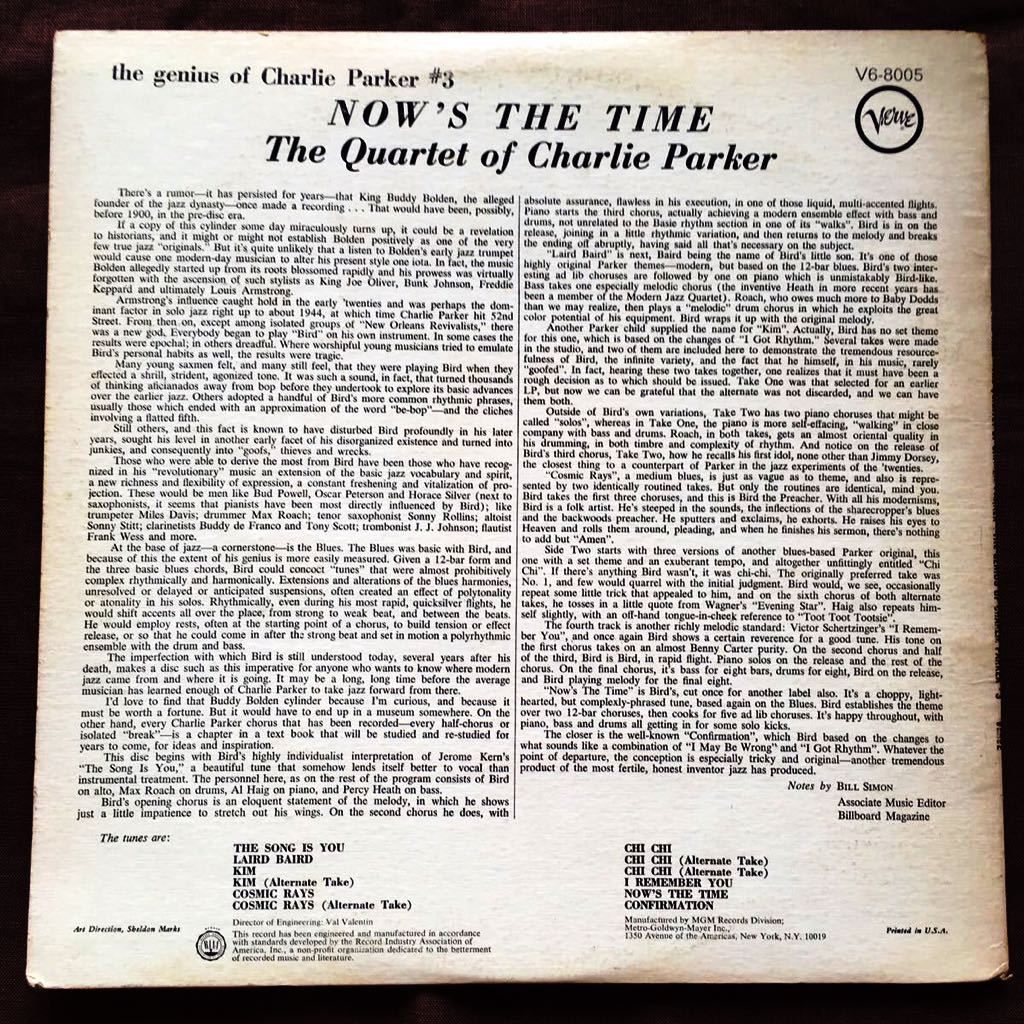 the genius of Charlie Parker #3
V6-8005
Verve
NOW'S THE TIME
The Quartet of Charlie Parker
There's a rumor—it has persisted for years—that King Buddy Bolden, the alleged
founder of the jazz dynasty—once made a recording . . . That would have been, possibly,
before 1900, in the pre-disc era.
If a copy of this cylinder some day miraculously turns up, it could be a revelation
to historians, and it might or might not establish Bolden positively as one of the very
few true jazz "originals." But it's quite unlikely that a listen to Bolden's early jazz trumpet
would cause one modern-day musician to alter his present style one iota. In fact, the music
Bolden allegedly started up from its roots blossomed rapidly and his prowess was virtually
forgotten with the ascension of such stylists as King Joe Oliver, Bunk Johnson, Freddie
Keppard and ultimately Louis Armstrong.
Armstrong's influence caught hold in the early 'twenties and was perhaps the dom-
inant factor in solo jazz right up to about 1944, at which time Charlie Parker hit 52nd
Street. From then on, except among isolated groups of "New Orleans Revivalists," there
was a new god. Everybody began to play "Bird" on his own instrument. In some cases the
results were epochal; in others dreadful. Where worshipful young musicians tried to emulate
Bird's personal habits as well, the results were tragic.
Many young saxmen felt, and many still feel, that they were playing Bird when they
effected a shrill, strident, agonized tone. It was such a sound, in fact, that turned thousands
of thinking aficianados away from bop before they undertook to explore its basic advances
over the earlier jazz. Others adopted a handful of Bird's more common rhythmic phrases,
usually those which ended with an approximation of the word "be-bop"—and the cliches
involving a flatted fifth.
Still others, and this fact is known to have disturbed Bird profoundly in his later
years, sought his level in another early facet of his disorganized existence and turned into
junkies, and consequently into "goofs," thieves and wrecks.
Those who were able to derive the most from Bird have been those who have recog-
nized in his "revolutionary" music an extension of the basic jazz vocabulary and spirit,
a new richness and flexibility of expression, a constant freshening and vitalization of pro-
jection. These would be men like Bud Powell, Oscar Peterson and Horace Silver (next to
saxophonists, it seems that pianists have been most directly influenced by Bird); like
trumpeter Miles Davis; drummer Max Roach; tenor saxophonist Sonny Rollins; altoist
Sonny Stitt; clarinetists Buddy de Franco and Tony Scott; trombonist J. J. Johnson; flautist
Frank Wess and more.
At the base of jazz—a cornerstone—is the Blues. The Blues was basic with Bird, and
because of this the extent of his genius is more easily measured. Given a 12-bar form and
the three basic blues chords, Bird could concoct "tunes" that were almost prohibitively
complex rhythmically and harmonically. Extensions and alterations of the blues harmonies,
unresolved or delayed or anticipated suspensions, often created an effect of polytonality
or atonality in his solos. Rhythmically, even during his most rapid, quicksilver flights, he
would shift accents all over the place, from strong to weak beat, and between the beats.
He would employ rests, often at the starting point of a chorus, to build tension or effect
release, or so that he could come in after the strong beat and set in motion a polyrhythmic
ensemble with the drum and bass.
The imperfection with which Bird is still understood today, several years after his
death, makes a disc such as this imperative for anyone who wants to know where modern
jazz came from and where it is going. It may be a long, long time before the average
musician has learned enough of Charlie Parker to take jazz forward from there.
I'd love to find that Buddy Bolden cylinder because I'm curious, and because it
must be worth a fortune. But it would have to end up in a museum somewhere. On the
other hand, every Charlie Parker chorus that has been recorded—every half-chorus or
isolated "break"—is a chapter in a text book that will be studied and re-studied for
years to come, for ideas and inspiration.
This disc begins with Bird's highly individualist interpretation of Jerome Kern's
"The Song Is You," a beautiful tune that somehow lends itself better to vocal than
instrumental treatment. The personnel here, as on the rest of the program consists of Bird
on alto, Max Roach on drums, Al Haig on piano, and Percy Heath on bass.
Bird's opening chorus is an eloquent statement of the melody, in which he shows
just a little impatience to stretch out his wings. On the second chorus he does, with
absolute assurance, flawless in his execution, in one of those liquid, multi-accented flights.
Piano starts the third chorus, actually achieving a modern ensemble effect with bass and
drums, not unrelated to the Basie rhythm section in one of its "walks". Bird is in on the
release, joining in a little rhythmic variation, and then returns to the melody and breaks
the ending off abruptly, having said all that's necessary on the subject.
"Laird Baird" is next, Baird being the name of Bird's little son. It's one of those
highly original Parker themes—modern, but based on the 12-bar blues. Bird's two inter-
esting ad lib choruses are followed by one on piano which is unmistakably Bird-like.
Bass takes one especially melodic chorus (the inventive Heath in more recent years has
been a member of the Modern Jazz Quartet). Roach, who owes much more to Baby Dodds
than we may realize, then plays a "melodic" drum chorus in which he exploits the great
color potential of his equipment. Bird wraps it up with the original melody.
Another Parker child supplied the name for "Kim". Actually, Bird has no set theme
for this one, which is based on the changes of "I Got Rhythm." Several takes were made
in the studio, and two of them are included here to demonstrate the tremendous resource-
fulness of Bird, the infinite variety, and the fact that he himself, in his music, rarely
"goofed". In fact, hearing these two takes together, one realizes that it must have been a
rough decision as to which should be issued. Take One was that selected for an earlier
LP, but now we can be grateful that the alternate was not discarded, and we can have
them both.
Outside of Bird's own variations, Take Two has two piano choruses that might be
called "solos", whereas in Take One, the piano is more self-effacing, "walking" in close
company with bass and drums. Roach, in both takes, gets an almost oriental quality in
his drumming, in both timbre and complexity of rhythm. And notice on the release of
Bird's third chorus, Take Two, how he recalls his first idol, none other than Jimmy Dorsey,
the closest thing to a counterpart of Parker in the jazz experiments of the 'twenties.
"Cosmic Rays", a medium blues, is just as vague as to theme, and also is repre-
sented by two identically routined takes. But only the routines are identical, mind you.
Bird takes the first three choruses, and this is Bird the Preacher. With all his modernisms,
Bird is a folk artist. He's steeped in the sounds, the inflections of the sharecropper's blues
and the backwoods preacher. He sputters and exclaims, he exhorts. He raises his eyes to
Heaven and rolls them around, pleading, and when he finishes his sermon, there's nothing
to add but "Amen".
Side Two starts with three versions of another blues-based Parker original, this
one with a set theme and an exuberant tempo, and altogether unfittingly entitled "Chi
Chi". If there's anything Bird wasn't, it was chi-chi. The originally preferred take was
No. 1, and few would quarrel with the initial judgment. Bird would, we see, occasionally
repeat some little trick that appealed to him, and on the sixth chorus of both alternate
takes, he tosses in a little quote from Wagner's "Evening Star". Haig also repeats him-
self slightly, with an off-hand tongue-in-cheek reference to "Toot Toot Tootsie".
The fourth track is another richly melodic standard: Victor Schertzinger's "I Remem-
ber You", and once again Bird shows a certain reverence for a good tune. His tone on
the first chorus takes on an almost Benny Carter purity. On the second chorus and half
of the third, Bird is Bird, in rapid flight. Piano solos on the release and the rest of the
chorus. On the final chorus, it's bass for eight bars, drums for eight, Bird on the release,
and Bird playing melody for the final eight.
"Now's The Time" is Bird's, cut once for another label also. It's a choppy, light-
hearted, but complexly-phrased tune, based again on the Blues. Bird establishes the theme
over two 12-bar choruses, then cooks for five ad lib choruses. It's happy throughout, with
piano, bass and drums all getting in for some solo kicks.
The closer is the well-known "Confirmation", which Bird based on the changes to
what sounds like a combination of "I May Be Wrong" and "I Got Rhythm". Whatever the
point of departure, the conception is especially tricky and original—another tremendous
product of the most fertile, honest inventor jazz has produced.
Notes by BILL SIMON
Associate Music Editor
Billboard Magazine
The tunes are:
THE SONG IS YOU
LAIRD BAIRD
KIM
KIM (Alternate Take)
COSMIC RAYS
COSMIC RAYS (Alternate Take)
CHI CHI
CHI CHI (Alternate Take)
CHI CHI (Alternate Take)
I REMEMBER YOU
NOW'S THE TIME
CONFIRMATION
Art Direction, Sheldon Marks
Director of Engineering: Val Valentin
This record has been engineered and manufactured in accordance
with standards developed by the Record Industry Association of
America, Inc., a non-profit organization dedicated to the betterment
of recorded music and literature.
Manufactured by MGM Records Division;
Metro-Goldwyn-Mayer Inc.,
1350 Avenue of the Americas, New York, N.Y. 10019
Printed in U.S.A.